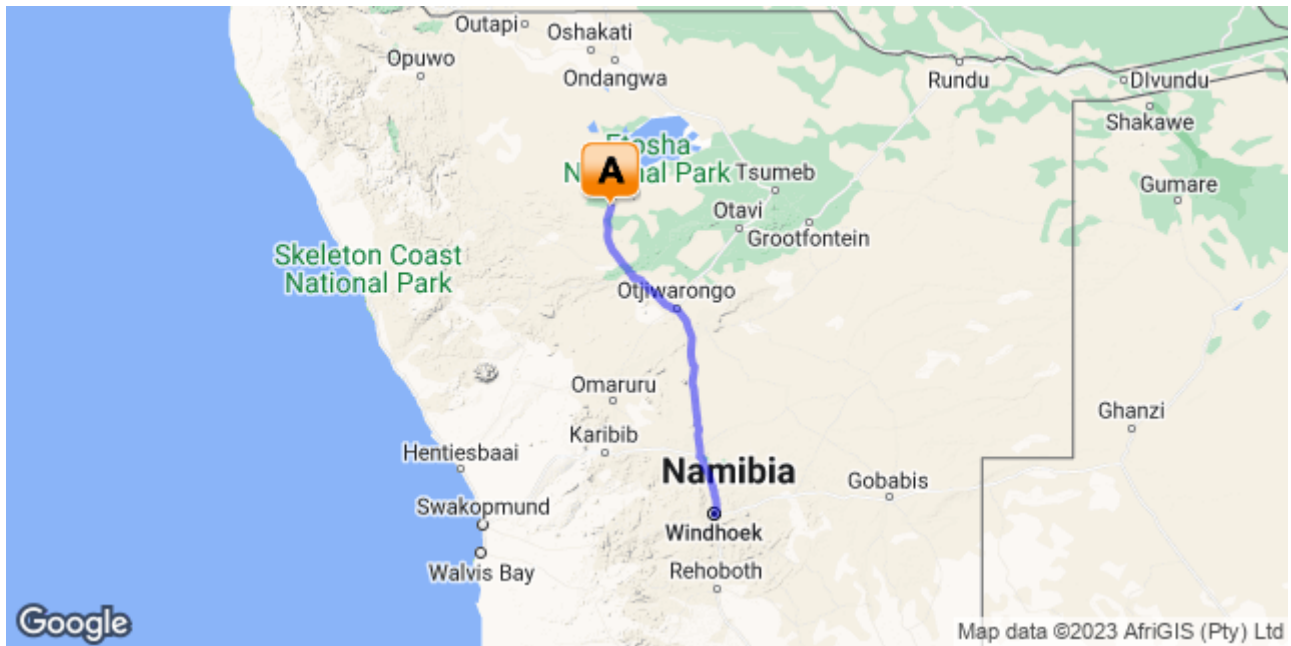 Outapi
Oshakati
Opuwo
Ondangwa
Rundu
DIvundu
Shakawe
Etosha
National Park
A
Tsumeb
Gumare
Otavi
Grootfontein
Skeleton Coast
National Park
Otjiwarongo
Omaruru
Ghanzi
Karibib
Hentiesbaai
Namibia
Gobabis
Swakopmund
Windhoek
Walvis Bay
Rehoboth
Google
Map data ©2023 AfriGIS (Pty) Ltd